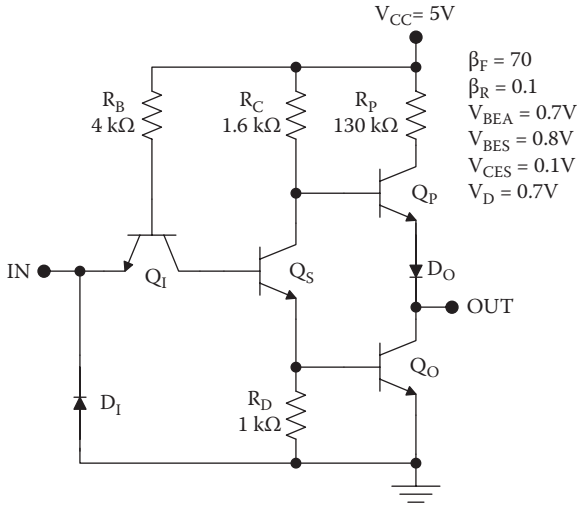 V_CC = 5V
β_F = 70
β_R = 0.1
V_BEA = 0.7V
V_BES = 0.8V
V_CES = 0.1V
V_D = 0.7V
R_B
4 kΩ
R_C
1.6 kΩ
R_P
130 kΩ
Q_P
IN
Q_I
Q_S
D_O
OUT
D_I
R_D
1 kΩ
Q_O